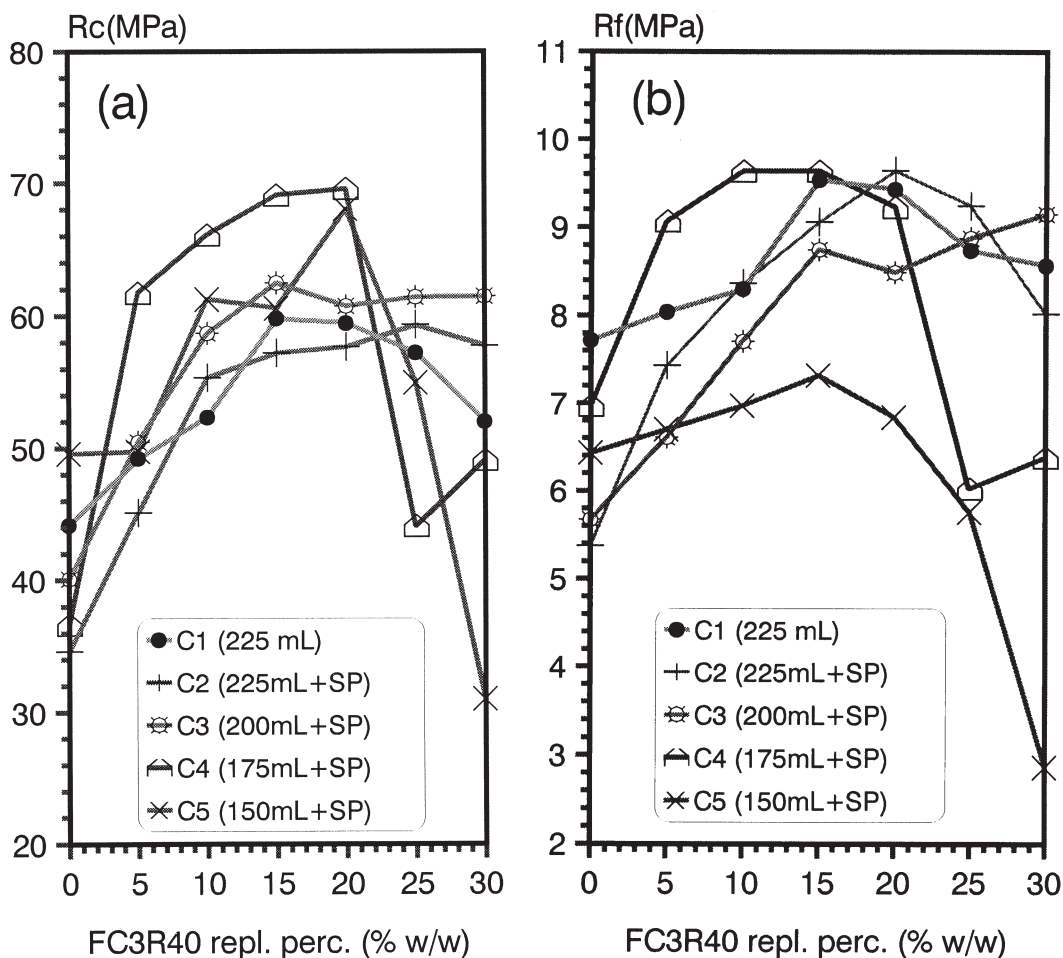 Rc(MPa)
80
70
60
50
40
30
20
(a)
C1 (225 mL)
C2 (225mL+SP)
C3 (200mL+SP)
C4 (175mL+SP)
C5 (150mL+SP)
0 5 10 15 20 25 30
FC3R40 repl. perc. (% w/w)
Rf(MPa)
11
10
9
8
7
6
5
4
3
2
(b)
C1 (225 mL)
C2 (225mL+SP)
C3 (200mL+SP)
C4 (175mL+SP)
C5 (150mL+SP)
0 5 10 15 20 25 30
FC3R40 repl. perc. (% w/w)